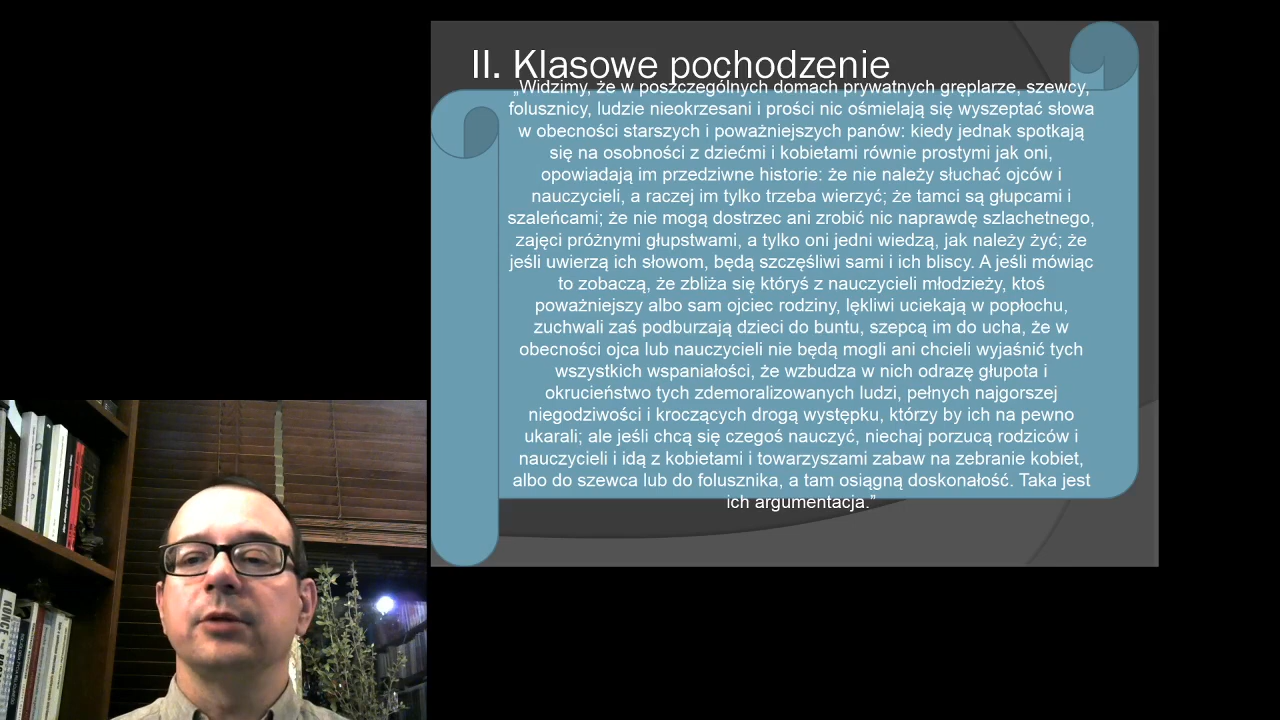 II. Klasowe pochodzenie
„Widzimy, że w poszczególnych domach prywatnych gręplarze, szewcy,
folusznicy, ludzie nieokrzesani i prości nic ośmielają się wyszeptać słowa
w obecności starszych i poważniejszych panów: kiedy jednak spotkają
się na osobności z dziećmi i kobietami równie prostymi jak oni,
opowiadają im przedziwne historie: że nie należy słuchać ojców i
nauczycieli, a raczej im tylko trzeba wierzyć; że tamci są głupcami i
szaleńcami; że nie mogą dostrzec ani zrobić nic naprawdę szlachetnego,
zajęci próżnymi głupstwami, a tylko oni jedni wiedzą, jak należy żyć; że
jeśli uwierzą ich słowom, będą szczęśliwi sami i ich bliscy. A jeśli mówiąc
to zobaczą, że zbliża się któryś z nauczycieli młodzieży, ktoś
poważniejszy albo sam ojciec rodziny, lękliwi uciekają w popłochu,
zuchwali zaś podburzają dzieci do buntu, szepcą im do ucha, że w
obecności ojca lub nauczycieli nie będą mogli ani chcieli wyjaśnić tych
wszystkich wspaniałości, że wzbudza w nich odrazę głupota i
okrucieństwo tych zdemoralizowanych ludzi, pełnych najgorszej
niegodziwości i kroczących drogą występku, którzy by ich na pewno
ukarali; ale jeśli chcą się czegoś nauczyć, niechaj porzucą rodziców i
nauczycieli i idą z kobietami i towarzyszami zabaw na zebranie kobiet,
albo do szewca lub do folusznika, a tam osiągną doskonałość. Taka jest
ich argumentacja.”